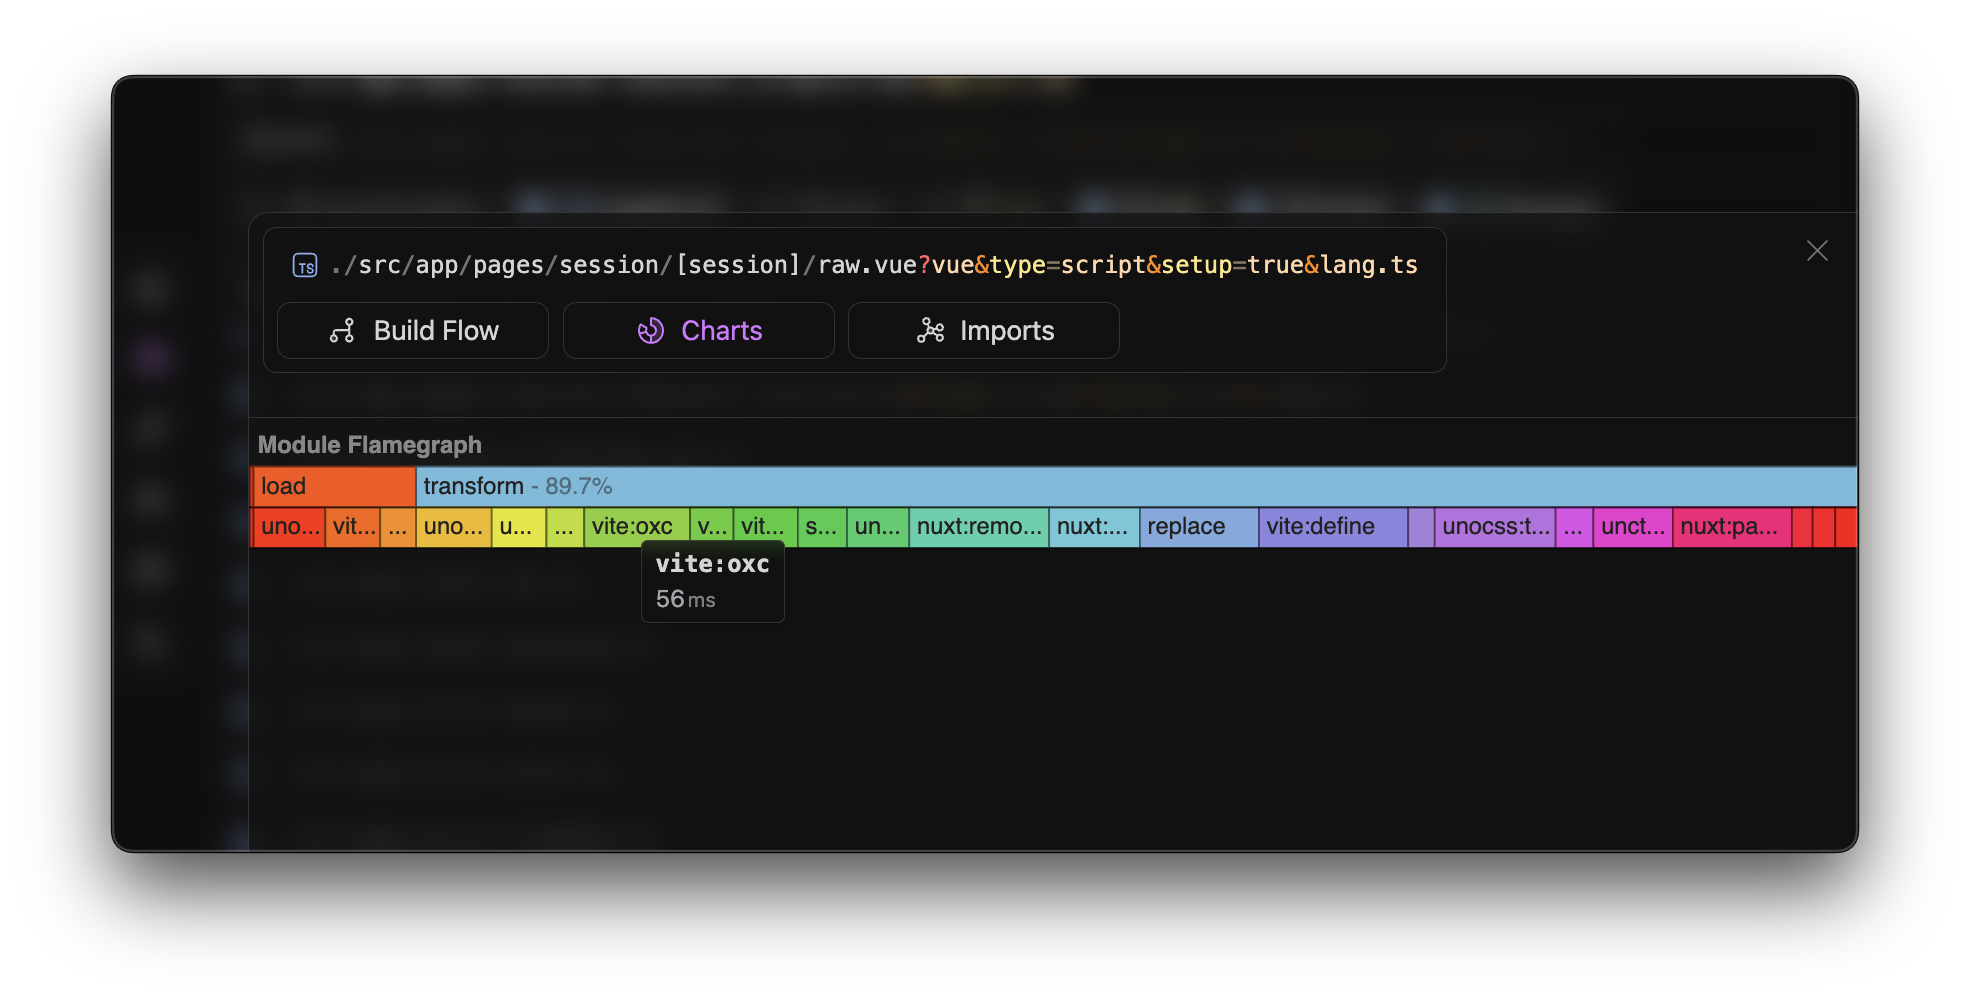 TS ./src/app/pages/session/[session]/raw.vue?vue&type=script&setup=true&lang.ts
Build Flow Charts Imports
Module Flamegraph
load transform - 89.7%
uno... vit... ... uno... u... ... vite:oxc v... vit... s... un... nuxt:remo... nuxt:... replace vite:define unocss:t... ... unct... nuxt:pa...
vite:oxc
56 ms